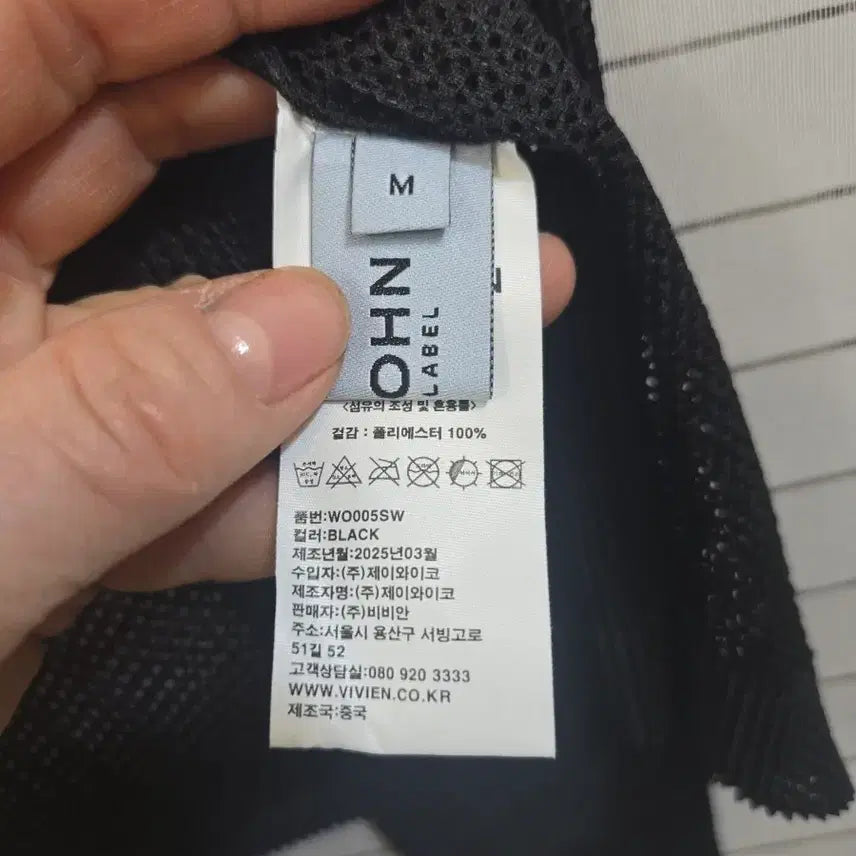 M
OHN
LABEL
<섬유의 조성 및 혼용률>
겉감 : 폴리에스터 100%
품번:WO005SW
컬러:BLACK
제조년월:2025년03월
수입자:(주)제이와이코
제조자명:(주)제이와이코
판매자:(주)비비안
주소:서울시 용산구 서빙고로
51길 52
고객상담실:080 920 3333
WWW.VIVIEN.CO.KR
제조국:중국